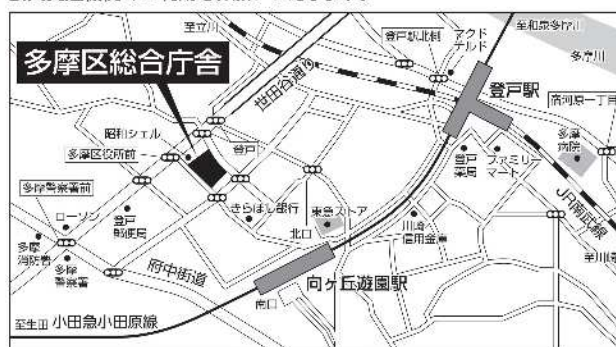 至立川
登戸駅北側
マクド
ナルド
至和泉多摩川
多摩川
多摩区総合庁舎
世田谷通り
登戸駅
宿河原一丁目
昭和シェル
登戸
多摩区役所前
多摩
病院
登戸
薬局
ファミリー
マート
多摩警察署前
JR南武線
ローソン
登戸
郵便局
きらぼし銀行
東急ストア
北口
川崎
信用金庫
多摩
消防署
多摩
警察署
府中街道
向ヶ丘遊園駅
至川崎
南口
至生田 小田急小田原線